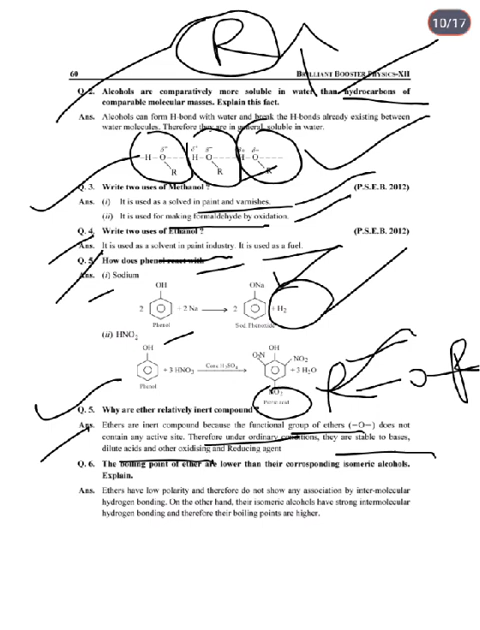 10/17
R
60 BRILLIANT BOOSTER PHYSICS-XII
Q. 2. Alcohols are comparatively more soluble in water than hydrocarbons of
comparable molecular masses. Explain this fact.
Ans. Alcohols can form H-bond with water and break the H-bonds already existing between
water molecules. Therefore they are in general soluble in water.
δ− δ+ δ− δ+ δ−
—H—O---- H—O---- H—O----
R R R
Q. 3. Write two uses of Methanol ? (P.S.E.B. 2012)
Ans. (i) It is used as a solved in paint and varnishes.
(ii) It is used for making formaldehyde by oxidation.
Q. 4. Write two uses of Ethanol ? (P.S.E.B. 2012)
Ans. It is used as a solvent in paint industry. It is used as a fuel.
Q. 5. How does phenol react with
Ans. (i) Sodium
OH ONa
2 + 2 Na → 2 + H2
Phenol Sod. Phenoxide
(ii) HNO2
OH OH
O2N NO2
+ 3 HNO3 Conc. H2SO4 → + 3 H2O
Phenol NO2
Picric acid
R O R
Q. 5. Why are ether relatively inert compound ?
Ans. Ethers are inert compound because the functional group of ethers (−O−) does not
contain any active site. Therefore under ordinary conditions, they are stable to bases,
dilute acids and other oxidising and Reducing agent
Q. 6. The boiling point of ether are lower than their corresponding isomeric alcohols.
Explain.
Ans. Ethers have low polarity and therefore do not show any association by inter-molecular
hydrogen bonding. On the other hand, their isomeric alcohols have strong intermolecular
hydrogen bonding and therefore their boiling points are higher.